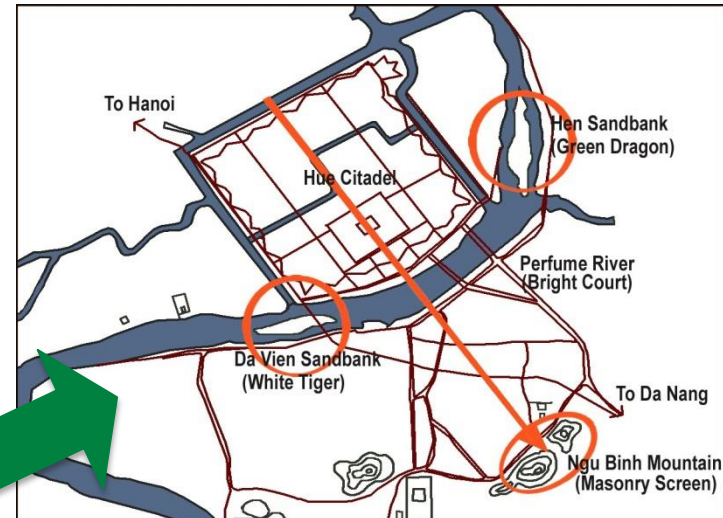 To Hanoi
Hen Sandbank
(Green Dragon)
Hue Citadel
Perfume River
(Bright Court)
Da Vien Sandbank
(White Tiger)
To Da Nang
Ngu Binh Mountain
(Masonry Screen)